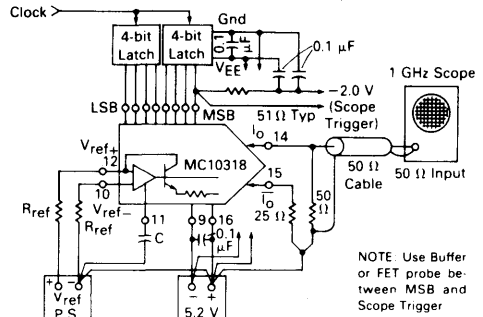 Clock
Gnd
4-bit
Latch
4-bit
Latch
0.1
μF
VEE
0.1 μF
1 GHz Scope
-2.0 V
51Ω Typ
(Scope
Trigger)
LSB
MSB
Io 14
Vref+
12
MC10318
50 Ω
Cable
50 Ω Input
10
Vref-
15
Io
25 Ω
50
Ω
Rref
Rref
11
C
9
16
0.1
μF
NOTE: Use Buffer
or FET probe be-
tween MSB and
Scope Trigger
+ -
Vref
P.S.
- +
5.2 V